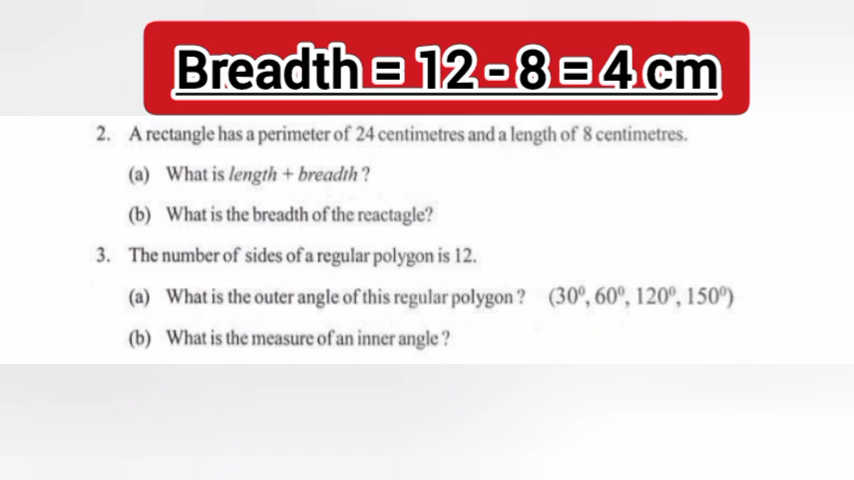 Breadth = 12 - 8 = 4 cm
2. A rectangle has a perimeter of 24 centimetres and a length of 8 centimetres.
(a) What is length + breadth ?
(b) What is the breadth of the reactagle?
3. The number of sides of a regular polygon is 12.
(a) What is the outer angle of this regular polygon ? (30⁰, 60⁰, 120⁰, 150⁰)
(b) What is the measure of an inner angle ?